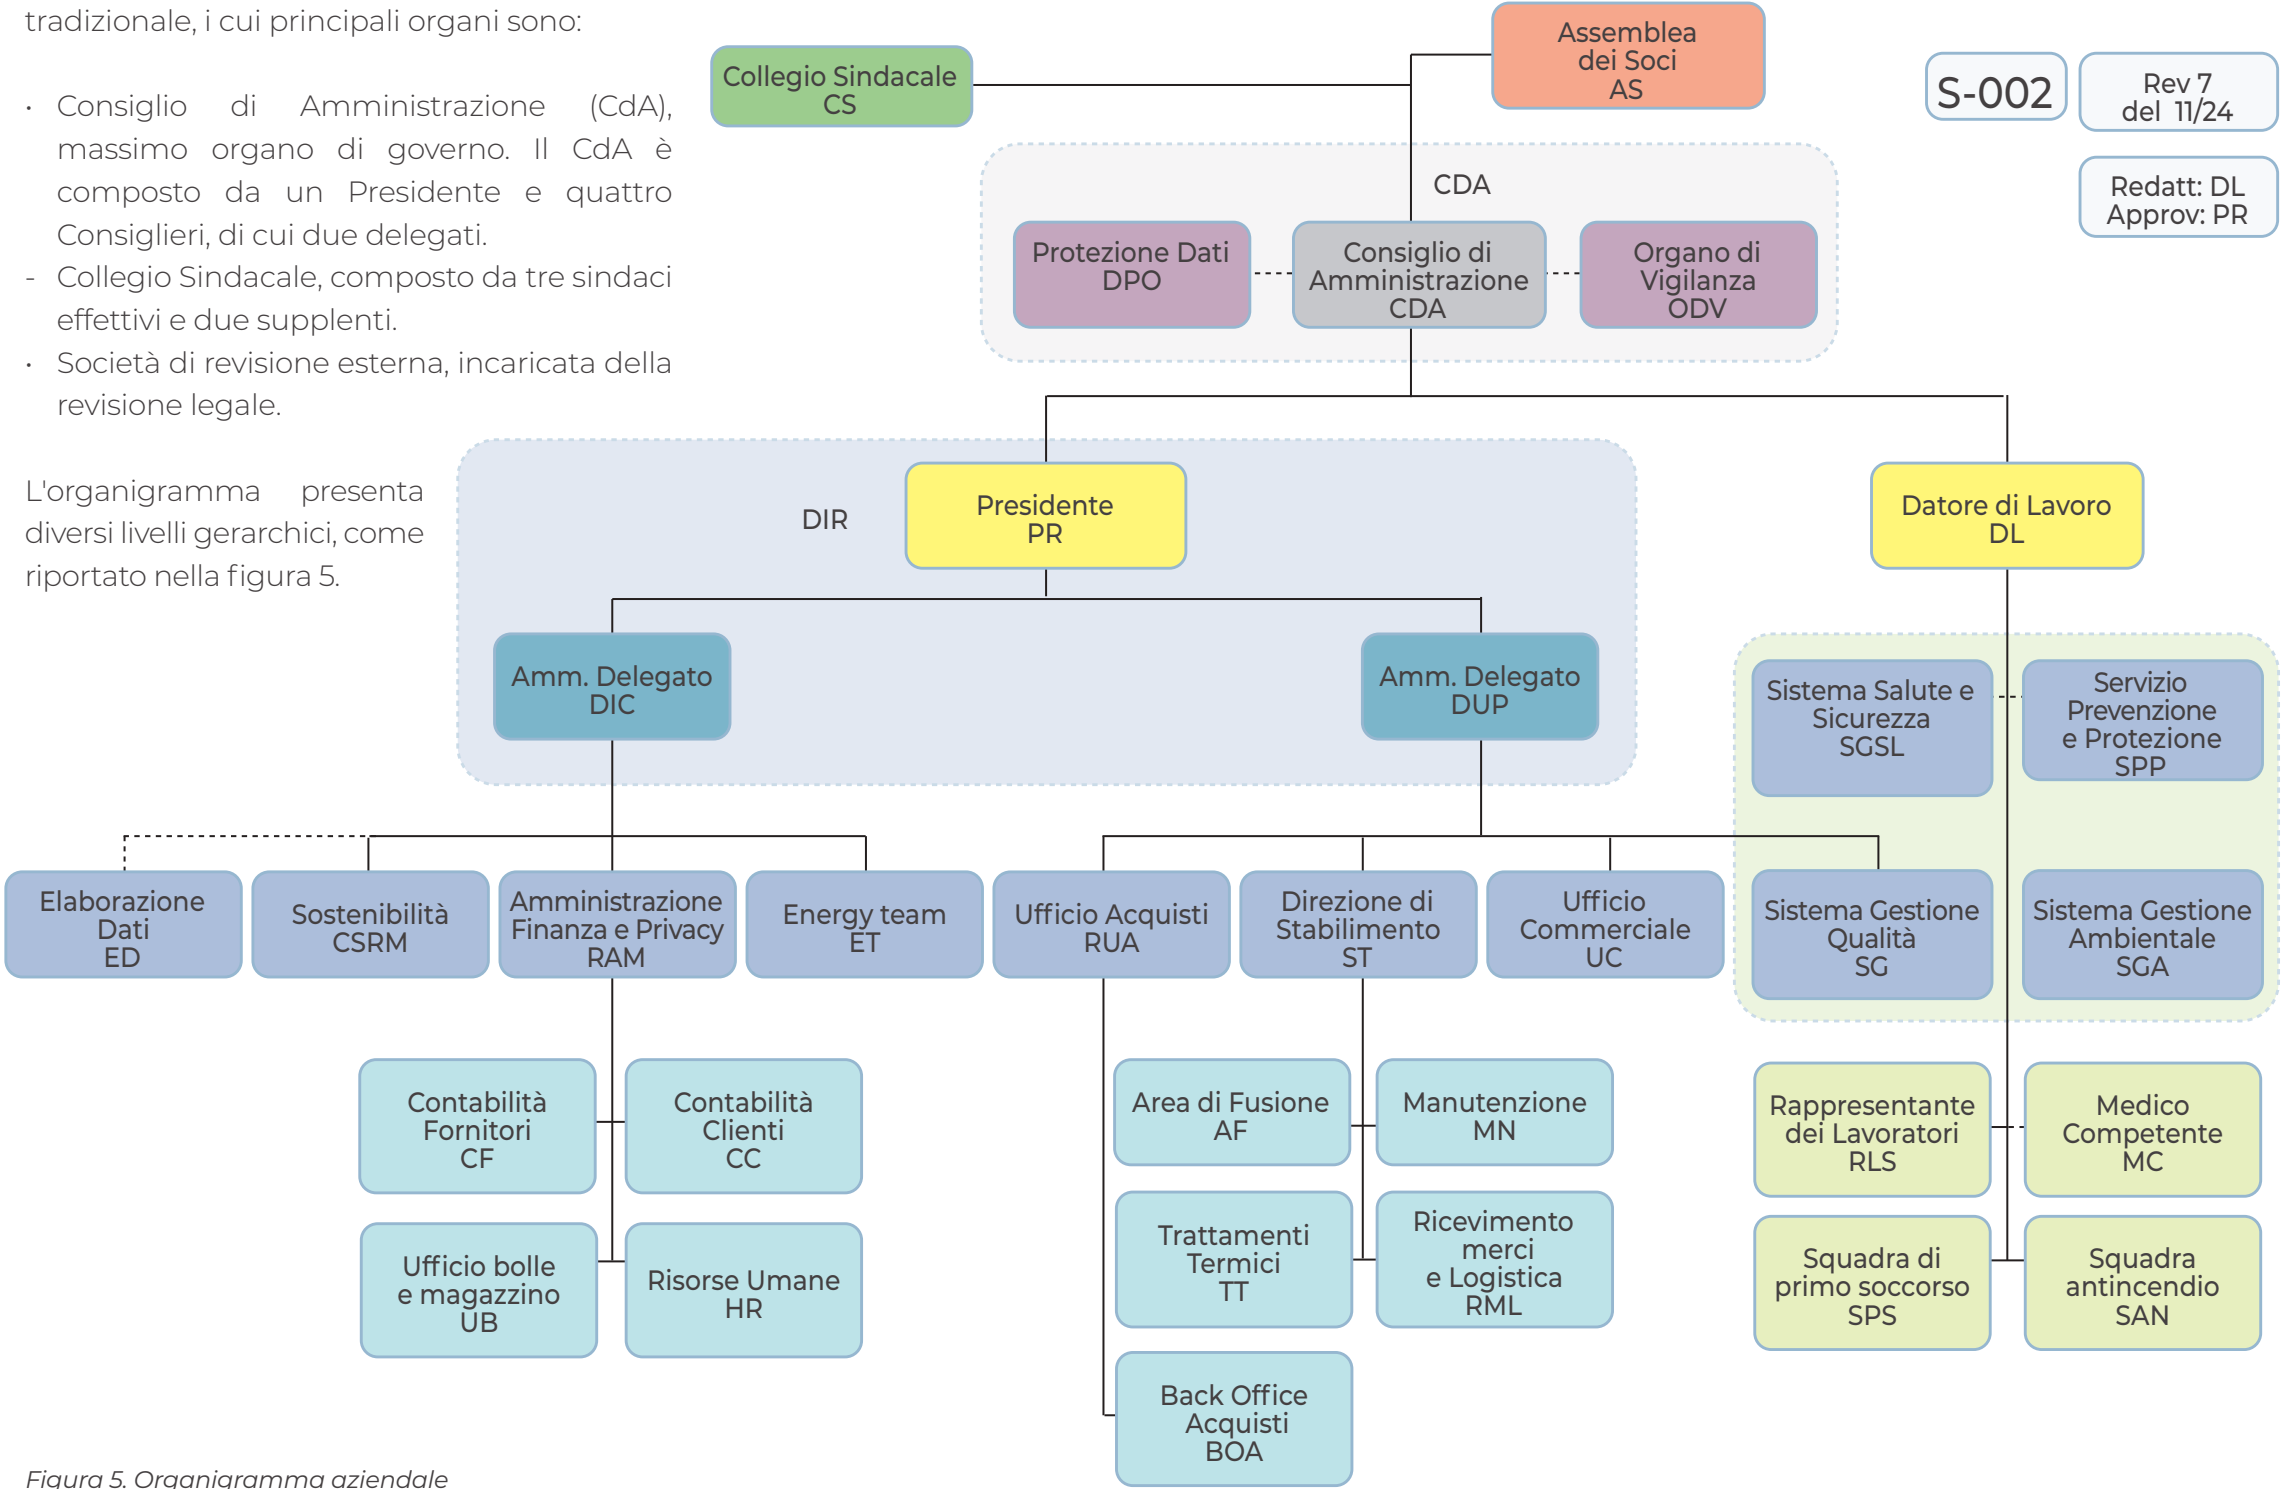 tradizionale, i cui principali organi sono:
· Consiglio di Amministrazione (CdA),
massimo organo di governo. Il CdA è
composto da un Presidente e quattro
Consiglieri, di cui due delegati.
- Collegio Sindacale, composto da tre sindaci
effettivi e due supplenti.
· Società di revisione esterna, incaricata della
revisione legale.
L'organigramma presenta
diversi livelli gerarchici, come
riportato nella figura 5.
Collegio Sindacale
CS
Assemblea
dei Soci
AS
S-002
Rev 7
del 11/24
Redatt: DL
Approv: PR
CDA
Protezione Dati
DPO
Consiglio di
Amministrazione
CDA
Organo di
Vigilanza
ODV
DIR
Presidente
PR
Datore di Lavoro
DL
Amm. Delegato
DIC
Amm. Delegato
DUP
Sistema Salute e
Sicurezza
SGSL
Servizio
Prevenzione
e Protezione
SPP
Elaborazione
Dati
ED
Sostenibilità
CSRM
Amministrazione
Finanza e Privacy
RAM
Energy team
ET
Ufficio Acquisti
RUA
Direzione di
Stabilimento
ST
Ufficio
Commerciale
UC
Sistema Gestione
Qualità
SG
Sistema Gestione
Ambientale
SGA
Contabilità
Fornitori
CF
Contabilità
Clienti
CC
Area di Fusione
AF
Manutenzione
MN
Rappresentante
dei Lavoratori
RLS
Medico
Competente
MC
Ufficio bolle
e magazzino
UB
Risorse Umane
HR
Trattamenti
Termici
TT
Ricevimento
merci
e Logistica
RML
Squadra di
primo soccorso
SPS
Squadra
antincendio
SAN
Back Office
Acquisti
BOA
Figura 5. Organigramma aziendale